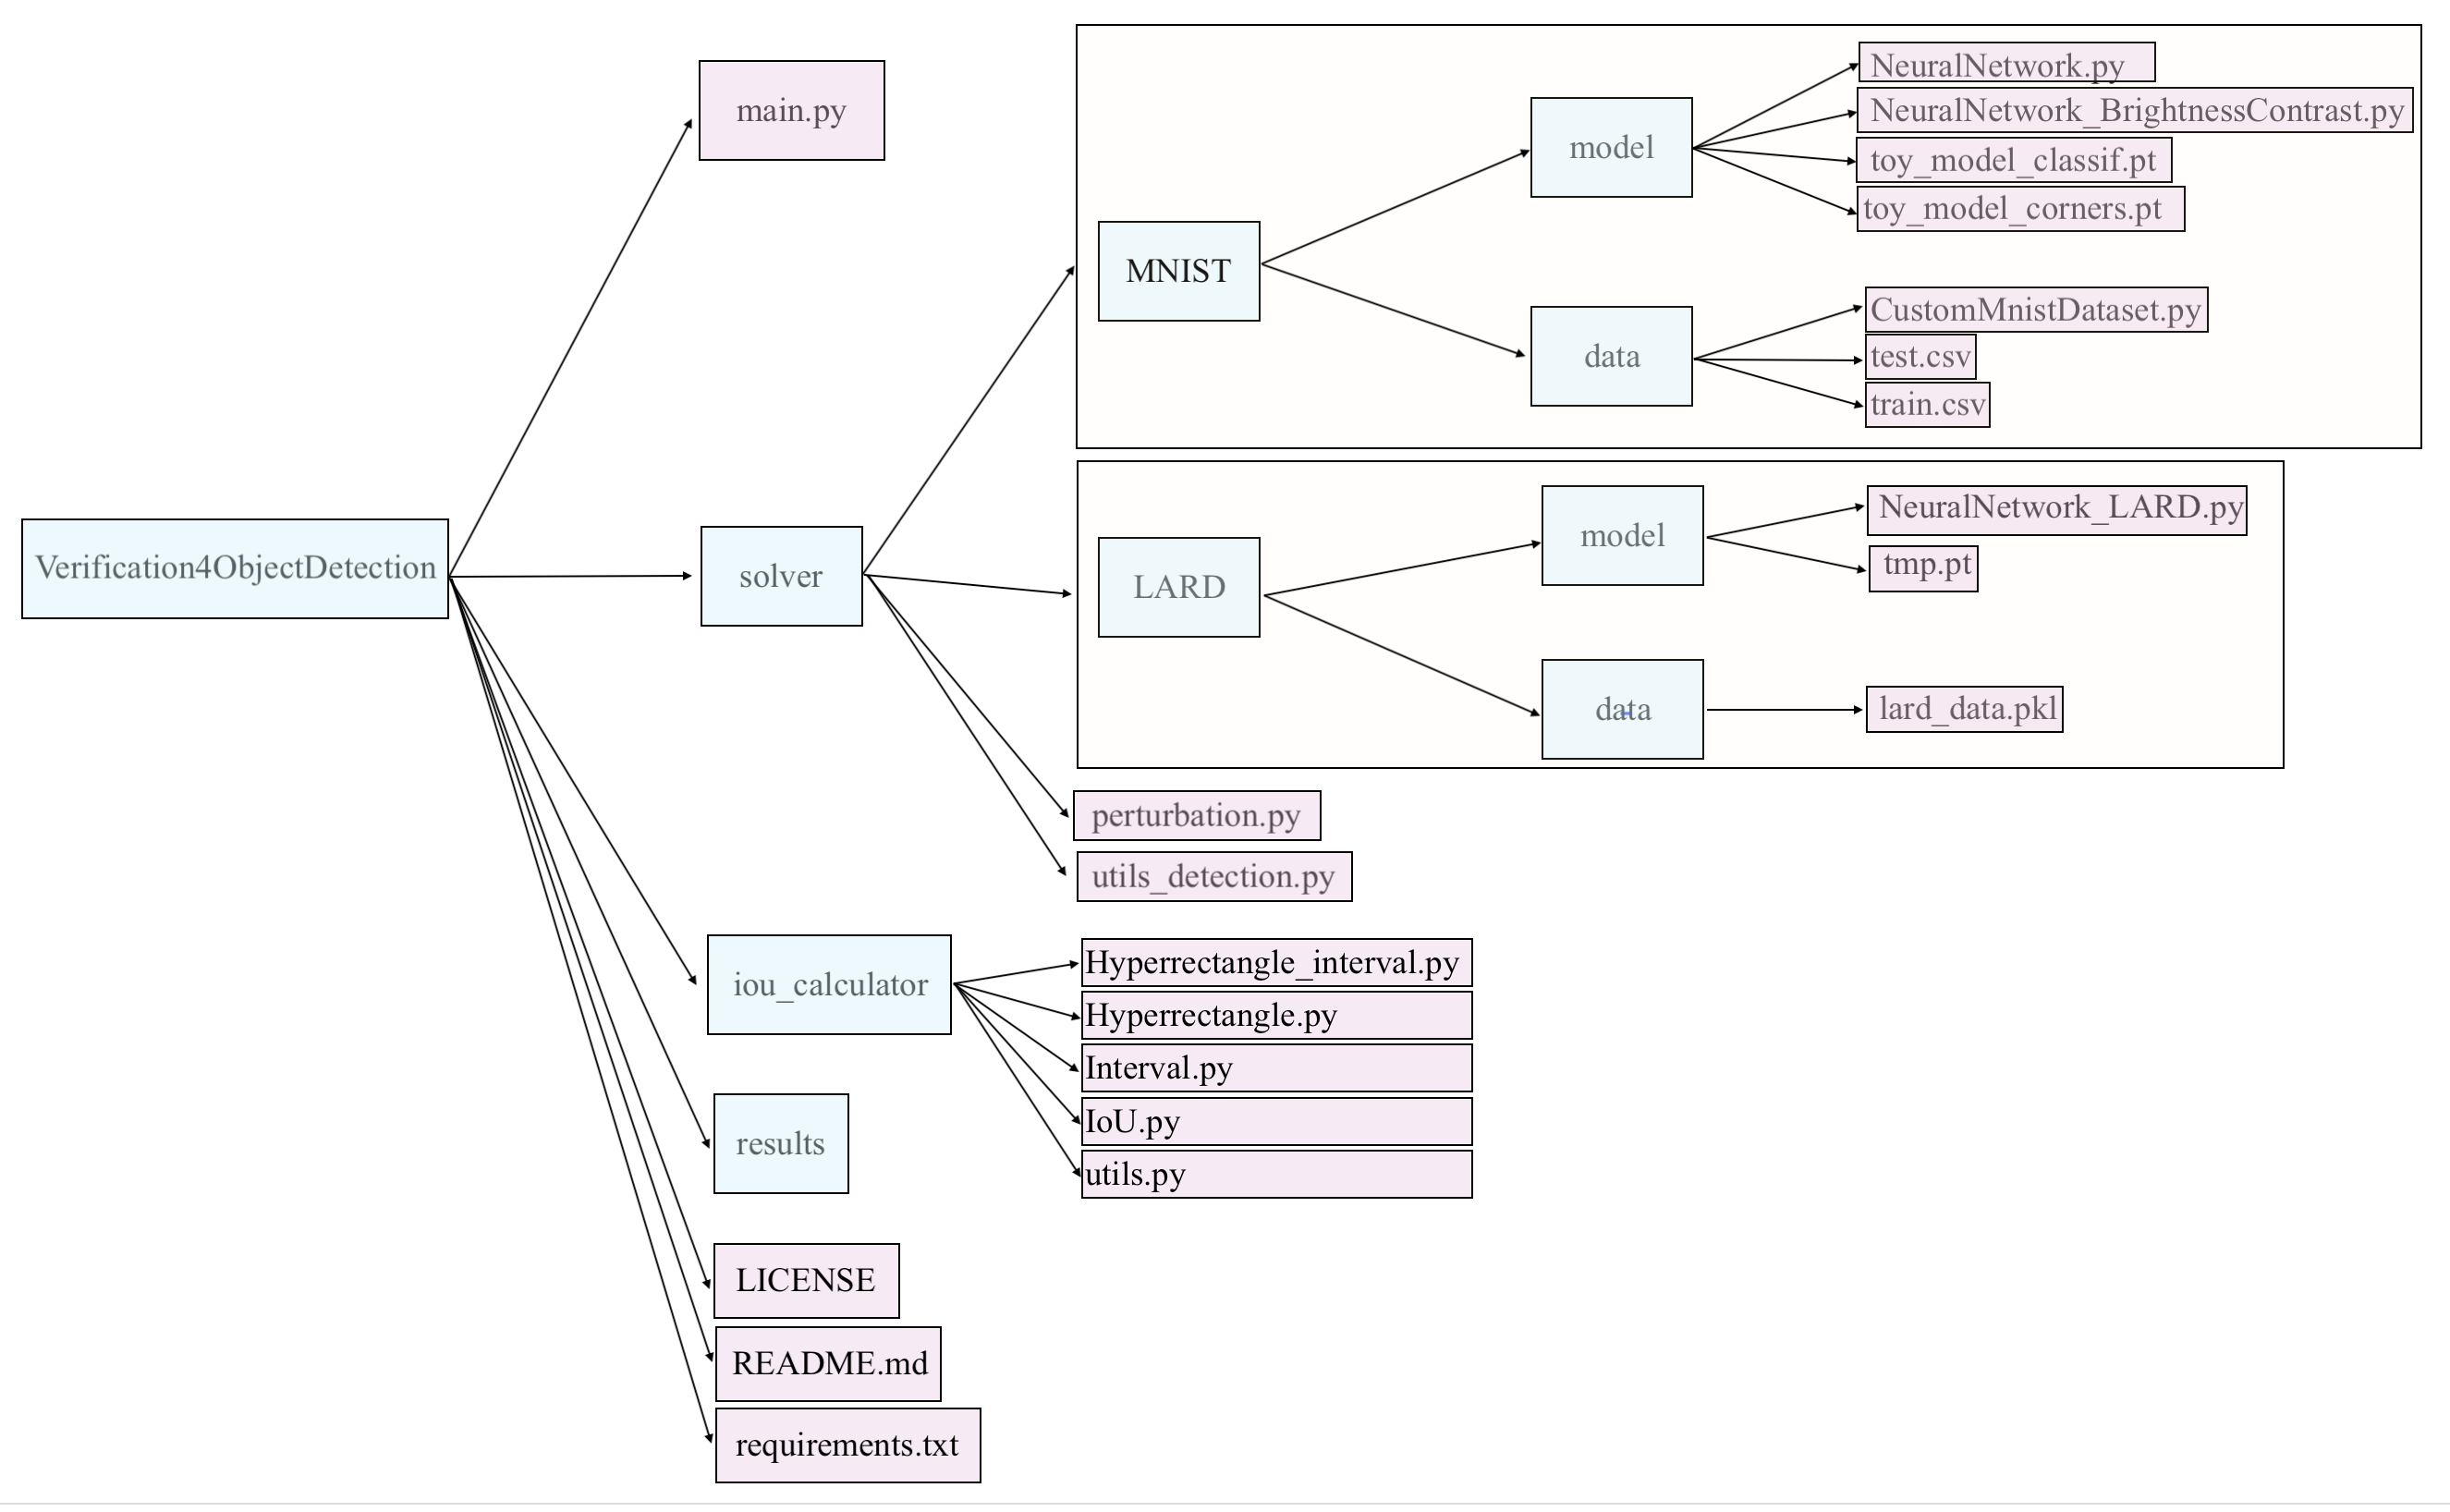 Verification4ObjectDetection
main.py
solver
MNIST
model
NeuralNetwork.py
NeuralNetwork_BrightnessContrast.py
toy_model_classif.pt
toy_model_corners.pt
data
CustomMnistDataset.py
test.csv
train.csv
LARD
model
NeuralNetwork_LARD.py
tmp.pt
data
lard_data.pkl
perturbation.py
utils_detection.py
iou_calculator
Hyperrectangle_interval.py
Hyperrectangle.py
Interval.py
IoU.py
utils.py
results
LICENSE
README.md
requirements.txt